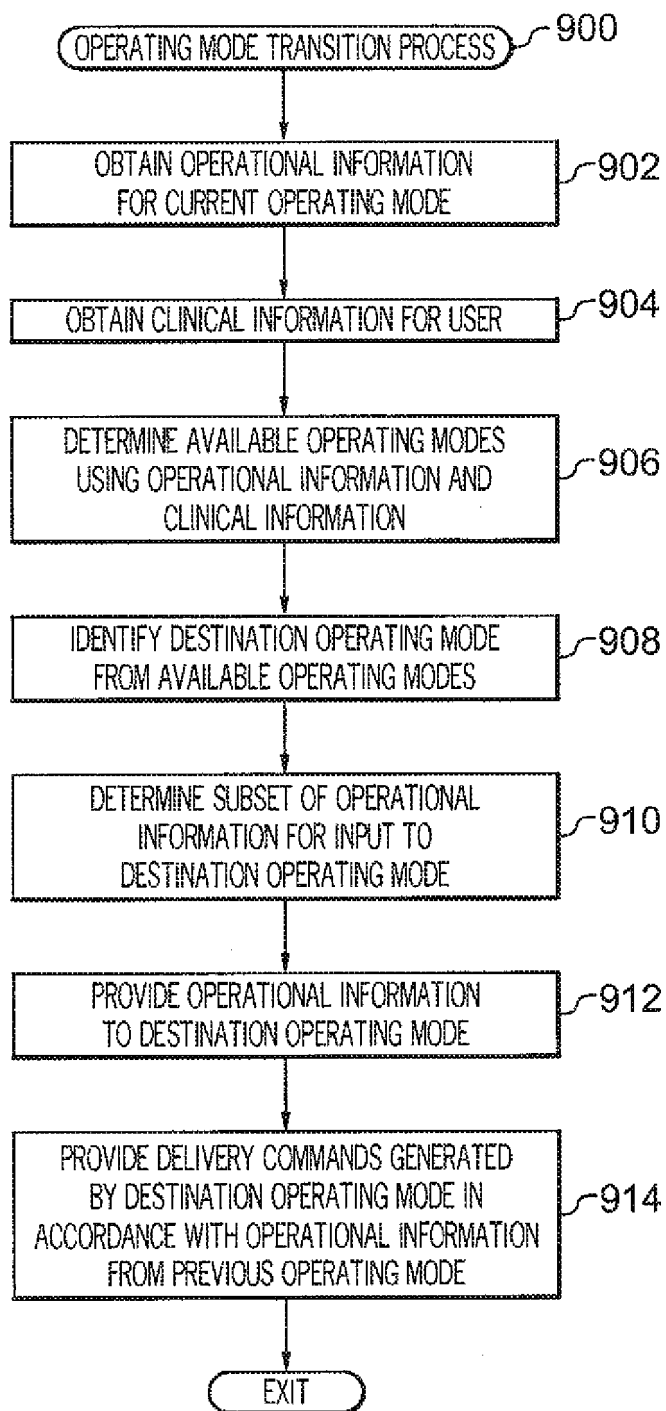 OPERATING MODE TRANSITION PROCESS 900
OBTAIN OPERATIONAL INFORMATION
FOR CURRENT OPERATING MODE
902
OBTAIN CLINICAL INFORMATION FOR USER 904
DETERMINE AVAILABLE OPERATING MODES
USING OPERATIONAL INFORMATION AND
CLINICAL INFORMATION
906
IDENTIFY DESTINATION OPERATING MODE
FROM AVAILABLE OPERATING MODES
908
DETERMINE SUBSET OF OPERATIONAL
INFORMATION FOR INPUT TO
DESTINATION OPERATING MODE
910
PROVIDE OPERATIONAL INFORMATION
TO DESTINATION OPERATING MODE
912
PROVIDE DELIVERY COMMANDS GENERATED
BY DESTINATION OPERATING MODE IN
ACCORDANCE WITH OPERATIONAL INFORMATION
FROM PREVIOUS OPERATING MODE
914
EXIT